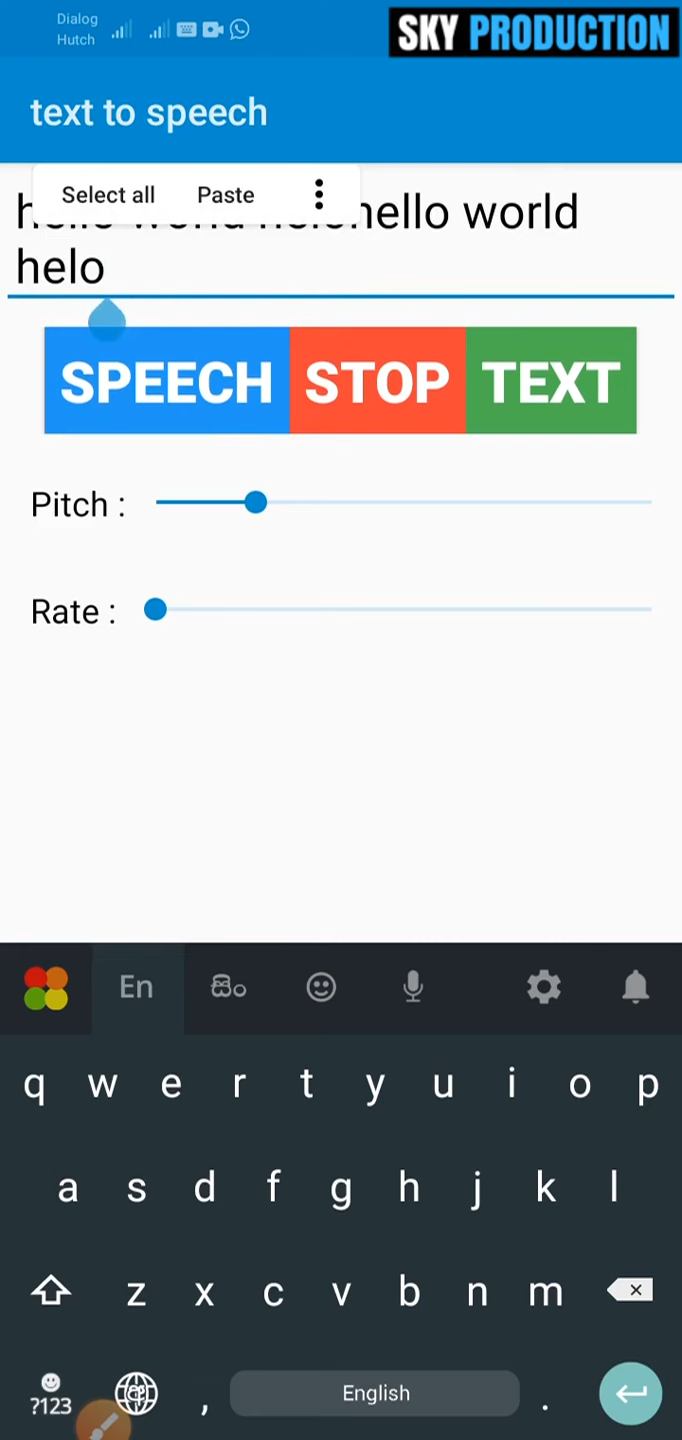 Dialog
Hutch
SKY PRODUCTION
text to speech
Select all Paste
hello world
helo
SPEECH STOP TEXT
Pitch :
Rate :
En සිං
q w e r t y u i o p
a s d f g h j k l
z x c v b n m
?123 , English .